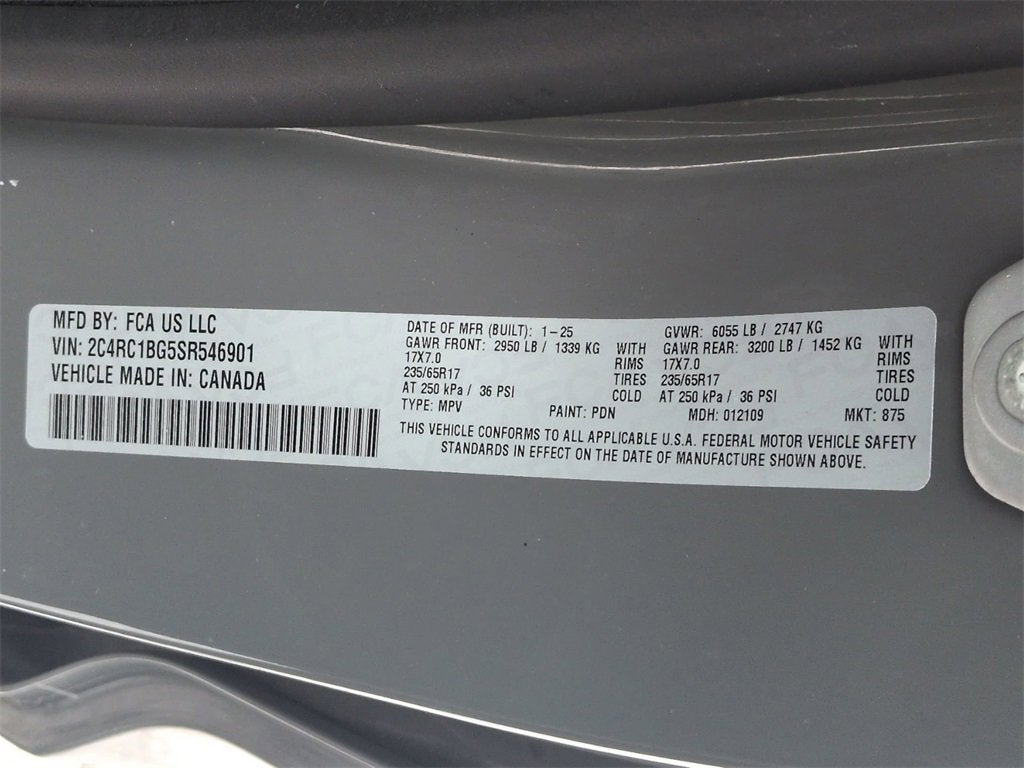 MFD BY: FCA US LLC
VIN: 2C4RC1BG5SR546901
VEHICLE MADE IN: CANADA
DATE OF MFR (BUILT): 1-25
GAWR FRONT: 2950 LB / 1339 KG WITH
17X7.0 RIMS
235/65R17 TIRES
AT 250 kPa / 36 PSI COLD
TYPE: MPV PAINT: PDN
GVWR: 6055 LB / 2747 KG
GAWR REAR: 3200 LB / 1452 KG WITH
17X7.0 RIMS
235/65R17 TIRES
AT 250 kPa / 36 PSI COLD
MDH: 012109 MKT: 875
THIS VEHICLE CONFORMS TO ALL APPLICABLE U.S.A. FEDERAL MOTOR VEHICLE SAFETY
STANDARDS IN EFFECT ON THE DATE OF MANUFACTURE SHOWN ABOVE.